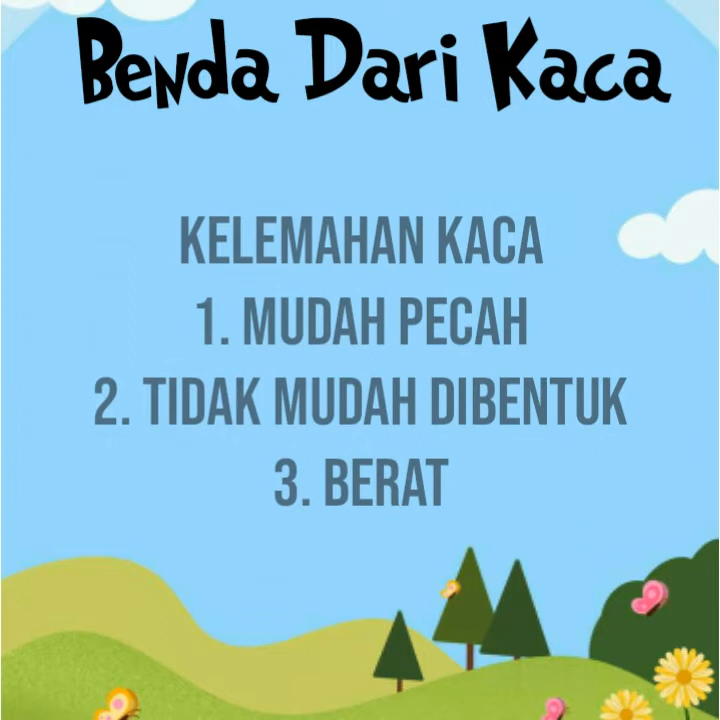 Benda Dari Kaca
KELEMAHAN KACA
1. MUDAH PECAH
2. TIDAK MUDAH DIBENTUK
3. BERAT